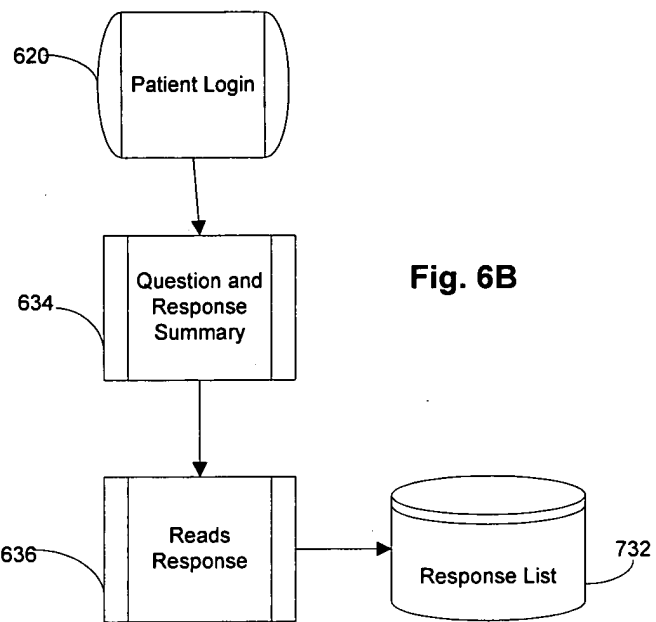 620
Patient Login
634
Question and
Response
Summary
Fig. 6B
636
Reads
Response
Response List
732